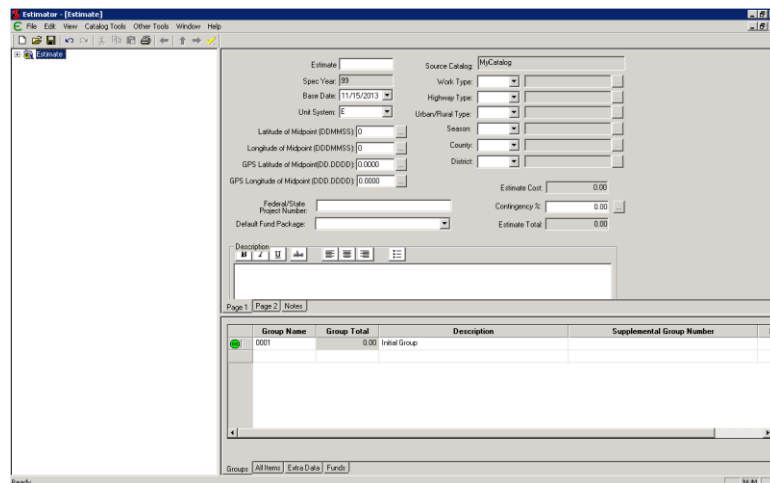 Estimator - [Estimate]
File Edit View Catalog Tools Other Tools Window Help
Estimate
Estimate
Source Catalog: MyCatalog
Spec Year: 99
Work Type:
Base Date: 11/15/2013
Highway Type:
Unit System: E
Urban/Rural Type:
Season:
Latitude of Midpoint (DDMMSS): 0
County:
Longitude of Midpoint (DDDMMSS): 0
District:
GPS Latitude of Midpoint(DD.DDDD): 0.0000
GPS Longitude of Midpoint (DDD.DDDD): 0.0000
Estimate Cost: 0.00
Federal/State
Project Number:
Contingency %: 0.00
Default Fund Package:
Estimate Total: 0.00
Description
B I U abc
Page 1 Page 2 Notes
Group Name Group Total Description Supplemental Group Number
0001 0.00 Initial Group
Groups All Items Extra Data Funds
Ready NUM